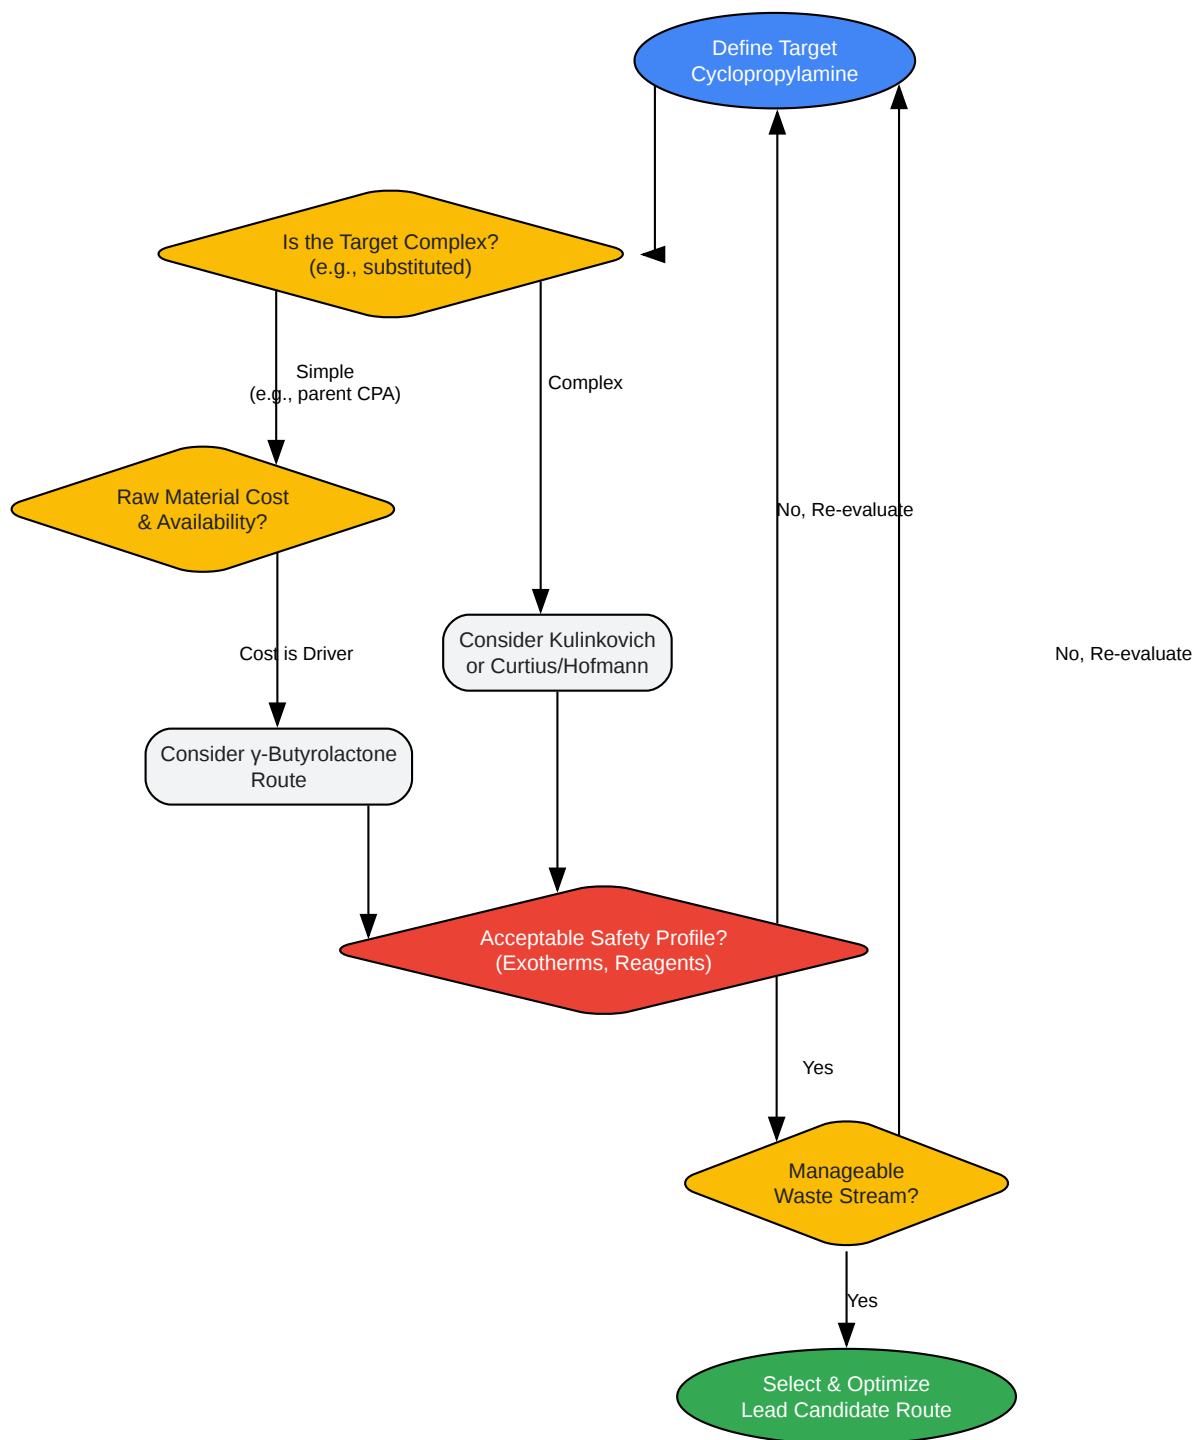 Define Target
Cyclopropylamine
Is the Target Complex?
(e.g., substituted)
Simple
(e.g., parent CPA)
Complex
Raw Material Cost
& Availability?
No, Re-evaluate
Cost is Driver
Consider Kulinkovich
or Curtius/Hofmann
No, Re-evaluate
Consider γ-Butyrolactone
Route
Acceptable Safety Profile?
(Exotherms, Reagents)
Yes
Manageable
Waste Stream?
Yes
Select & Optimize
Lead Candidate Route